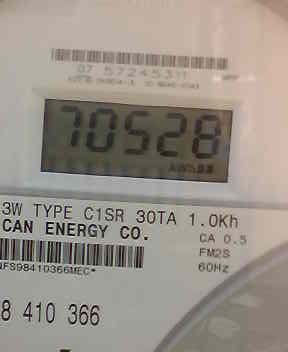 07 57245311
70528
3W TYPE C1SR 30TA 1.0Kh
CAN ENERGY CO.
CA 0.5
FM2S
60Hz
NFS98410366MEC*
8 410 366